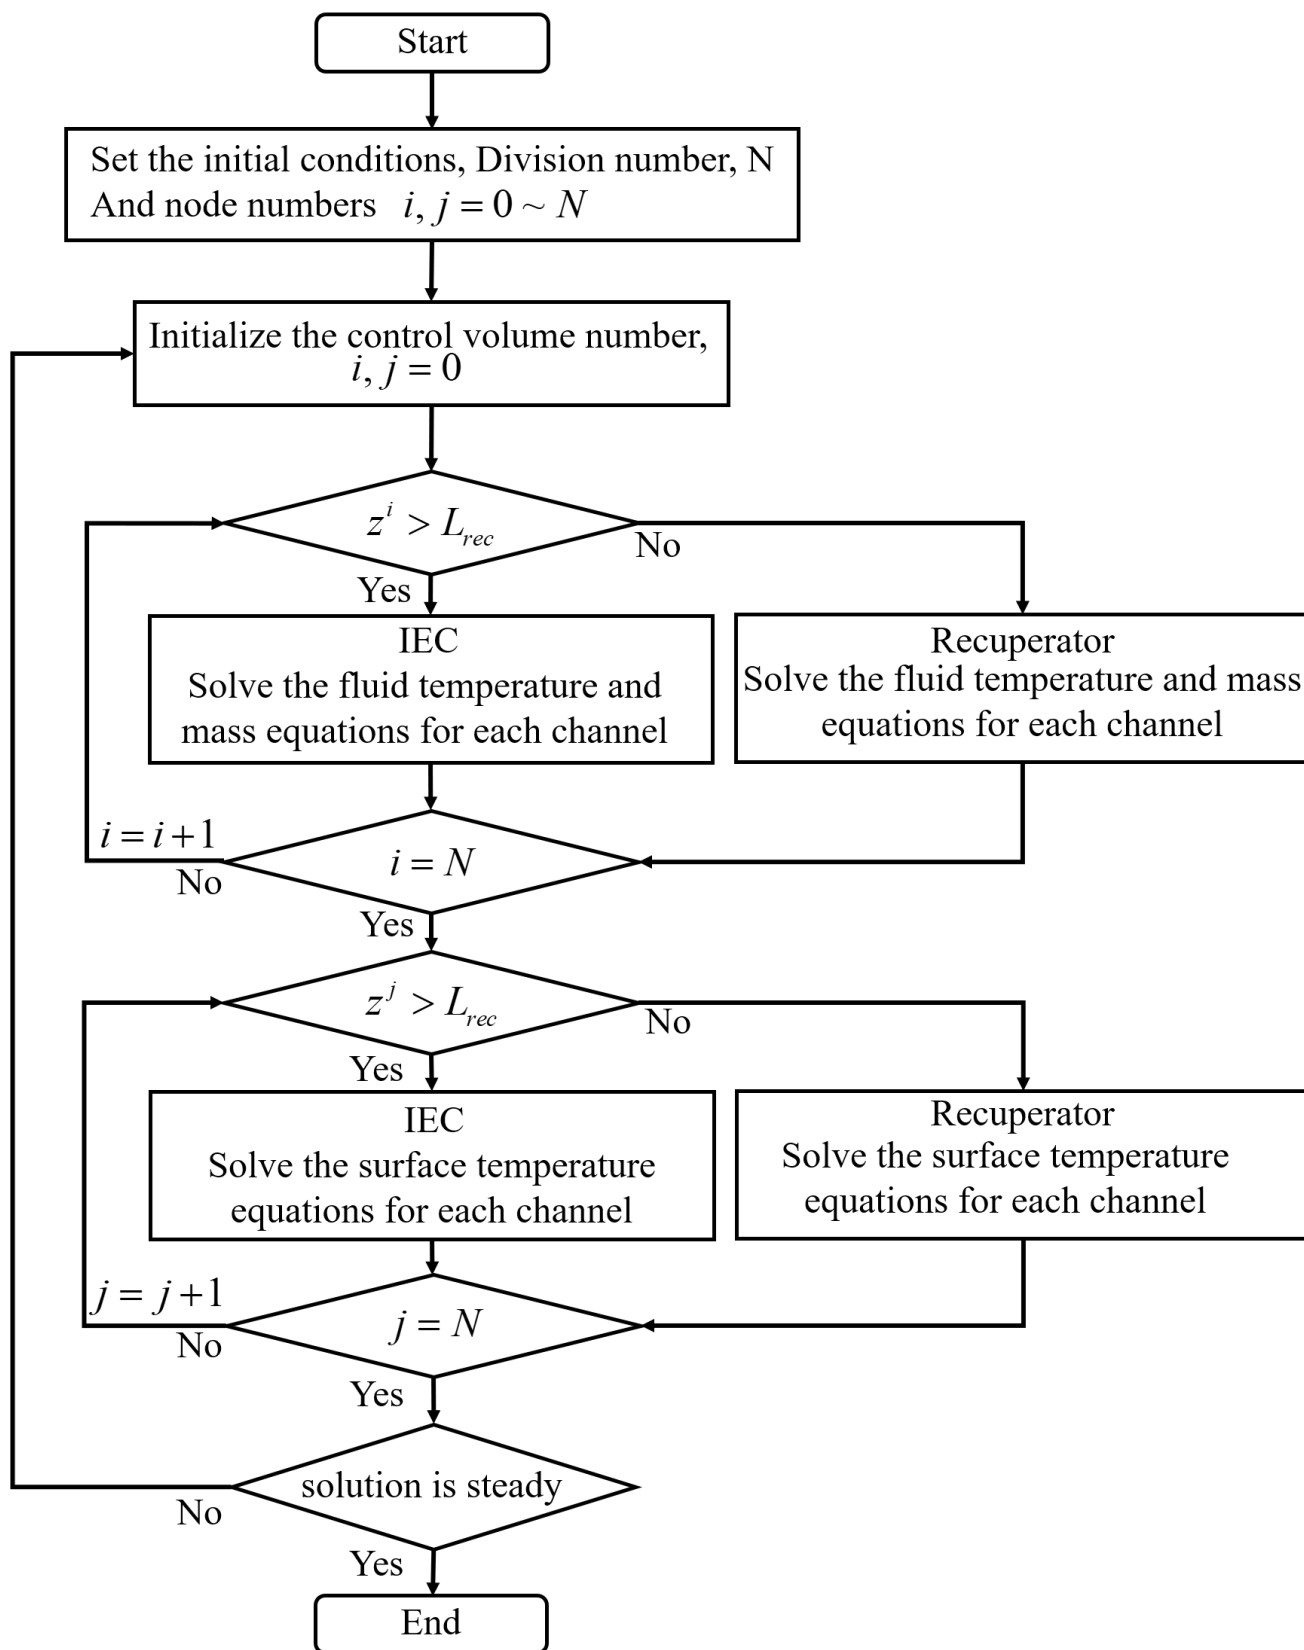 Start
Set the initial conditions, Division number, N
And node numbers i, j = 0 ~ N
Initialize the control volume number,
i, j = 0
z^i > L_rec
No
Yes
IEC
Solve the fluid temperature and
mass equations for each channel
Recuperator
Solve the fluid temperature and mass
equations for each channel
i = i+1
i = N
No
Yes
z^j > L_rec
No
Yes
IEC
Solve the surface temperature
equations for each channel
Recuperator
Solve the surface temperature
equations for each channel
j = j+1
j = N
No
Yes
solution is steady
No
Yes
End